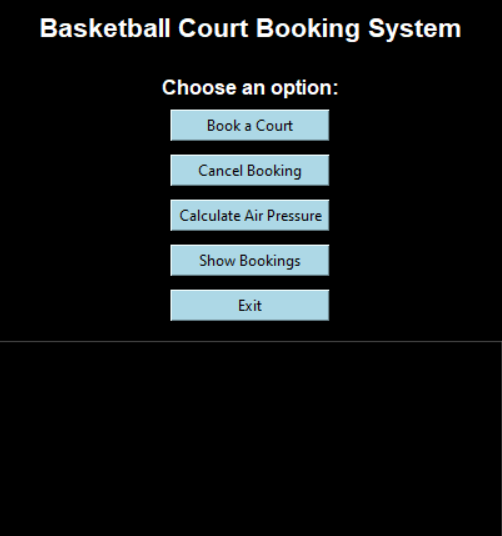 Basketball Court Booking System
Choose an option:
Book a Court
Cancel Booking
Calculate Air Pressure
Show Bookings
Exit